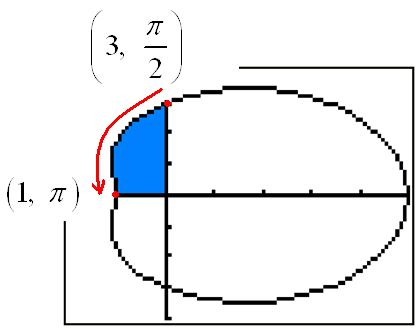 (3, π/2)
(1, π)